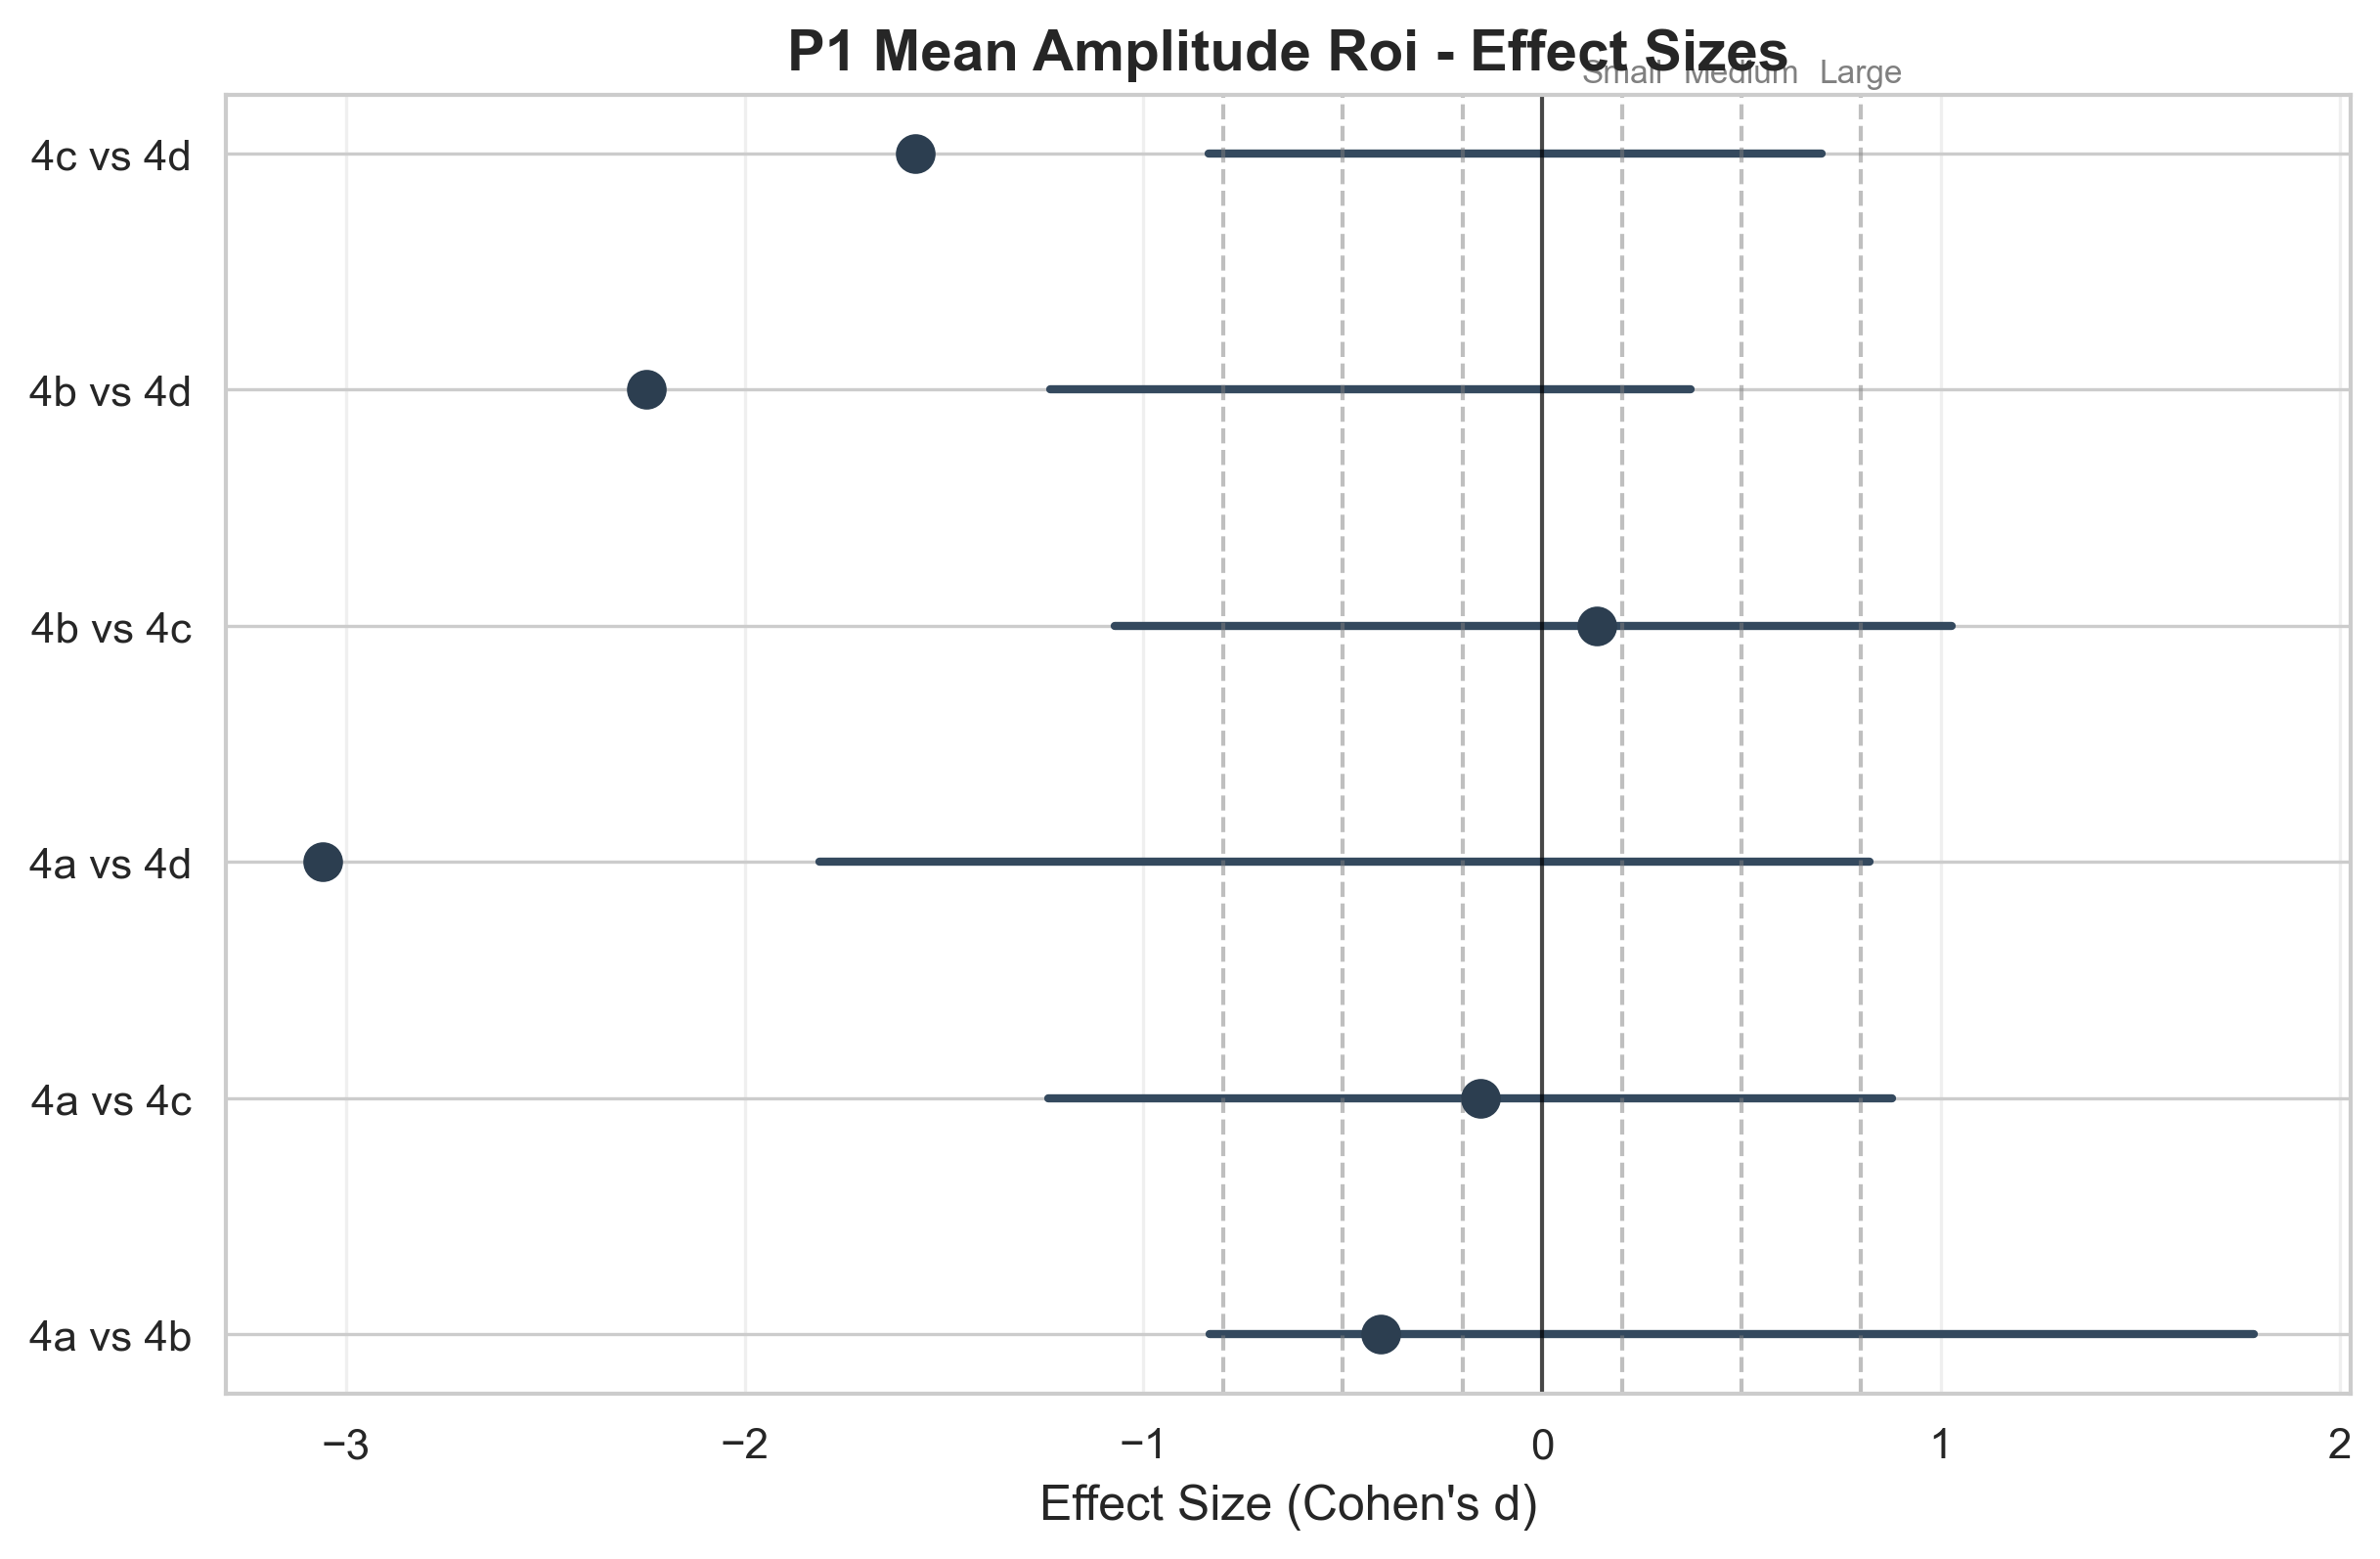 P1 Mean Amplitude Roi - Effect Sizes
Small Medium Large
4c vs 4d
4b vs 4d
4b vs 4c
4a vs 4d
4a vs 4c
4a vs 4b
−3 −2 −1 0 1 2
Effect Size (Cohen's d)